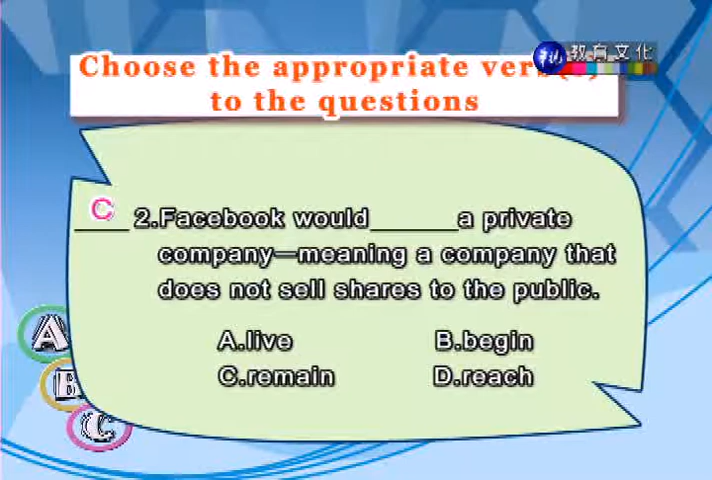 教育文化
Choose the appropriate
to the questions
C 2.Facebook would______a private
company—meaning a company that
does not sell shares to the public.
A.live B.begin
C.remain D.reach
A
B
C